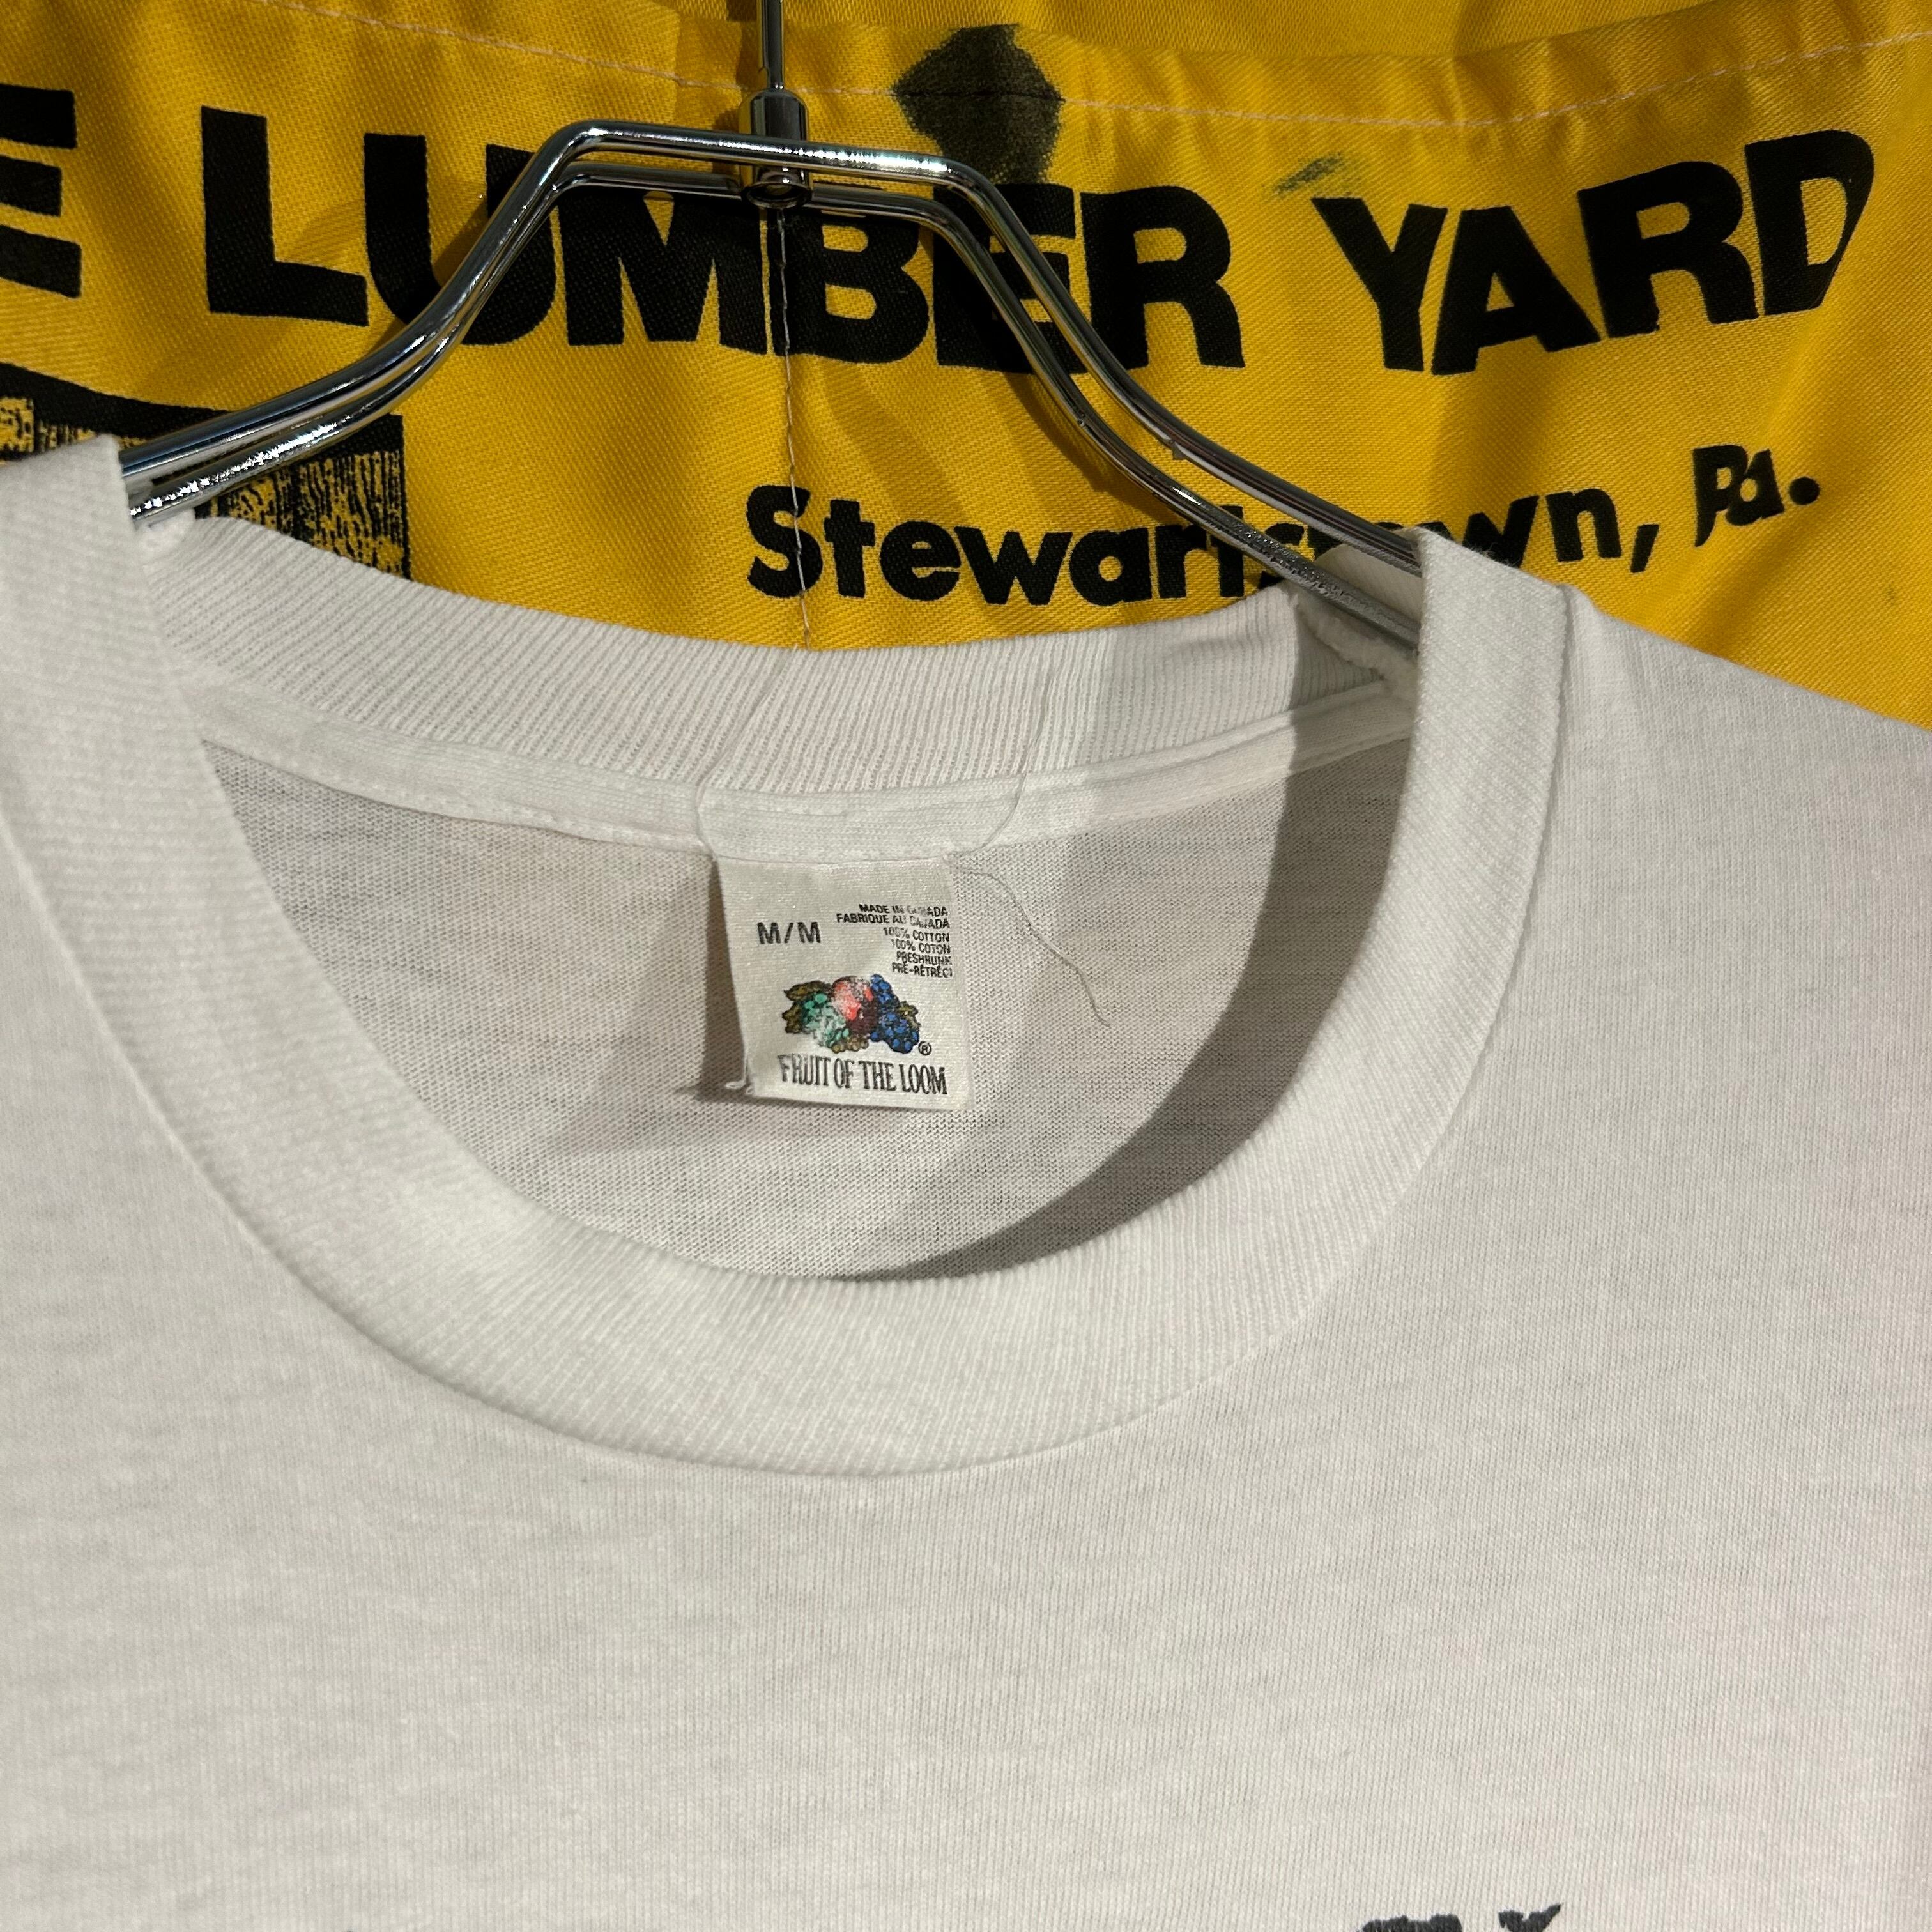 E LUMBER YARD
Stewartstown, Pa.
M/M
MADE IN CANADA
FABRIQUE AU CANADA
100% COTTON
100% COTON
PRESHRUNK
PRÉ-RÉTRÉCI
®
FRUIT OF THE LOOM